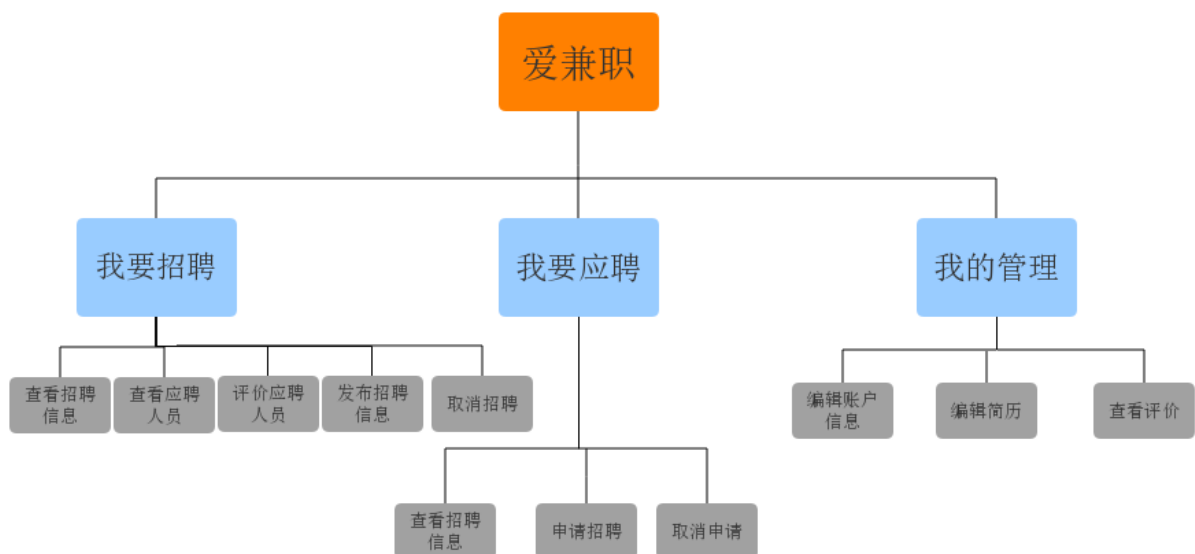 爱兼职
我要招聘
我要应聘
我的管理
查看招聘
信息
查看应聘
人员
评价应聘
人员
发布招聘
信息
取消招聘
编辑账户
信息
编辑简历
查看评价
查看招聘
信息
申请招聘
取消申请